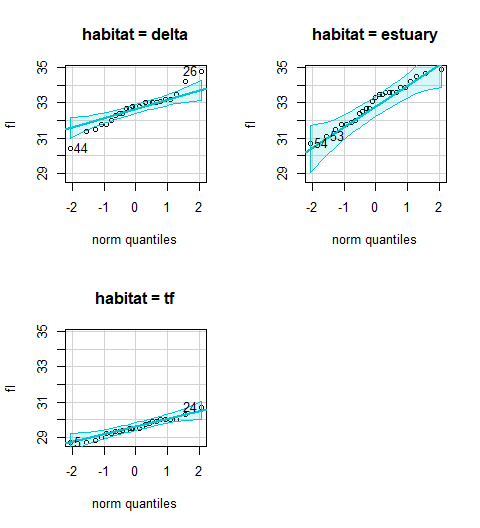 habitat = delta
35
33
31
29
fl
26
44
-2 -1 0 1 2
norm quantiles
habitat = estuary
35
33
31
29
fl
54 53
-2 -1 0 1 2
norm quantiles
habitat = tf
35
33
31
29
fl
24
5
-2 -1 0 1 2
norm quantiles